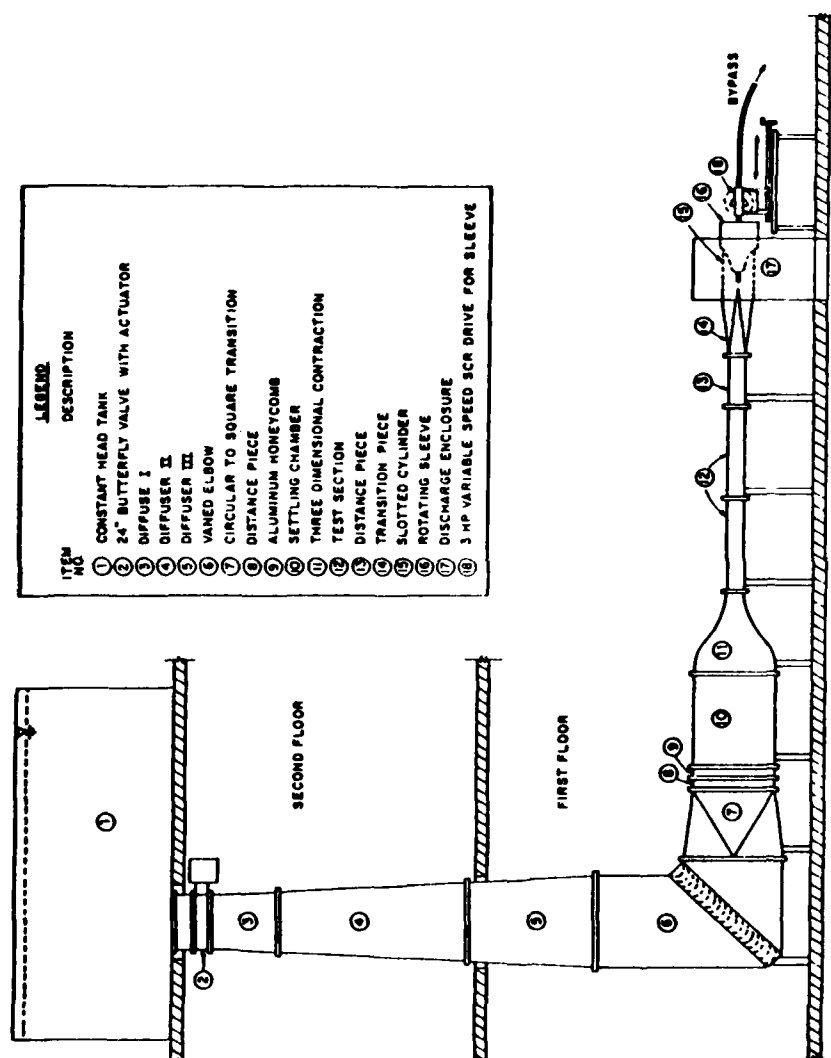 LEGEND
ITEM NO. DESCRIPTION
① CONSTANT HEAD TANK
② 24" BUTTERFLY VALVE WITH ACTUATOR
③ DIFFUSE I
④ DIFFUSER II
⑤ DIFFUSER III
⑥ VANED ELBOW
⑦ CIRCULAR TO SQUARE TRANSITION
⑧ DISTANCE PIECE
⑨ ALUMINUM HONEYCOMB
⑩ SETTLING CHAMBER
⑪ THREE DIMENSIONAL CONTRACTION
⑫ TEST SECTION
⑬ DISTANCE PIECE
⑭ TRANSITION PIECE
⑮ SLOTTED CYLINDER
⑯ ROTATING SLEEVE
⑰ DISCHARGE ENCLOSURE
⑱ 3 HP VARIABLE SPEED SCR DRIVE FOR SLEEVE
①
SECOND FLOOR
②
③
④
FIRST FLOOR
⑤
⑥
⑦
⑧
⑨
⑩
⑪
⑫
⑬
⑭
⑮
⑯
⑰
⑱
BYPASS